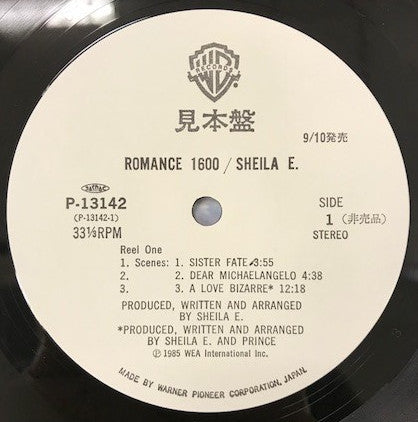 WB
RECORDS
見本盤
9/10発売
ROMANCE 1600 / SHEILA E.
P-13142
(P-13142-1)
33⅓RPM
SIDE
1 (非売品)
STEREO
Reel One
1. Scenes: 1. SISTER FATE 3:55
2. 2. DEAR MICHAELANGELO 4:38
3. 3. A LOVE BIZARRE* 12:18
PRODUCED, WRITTEN AND ARRANGED
BY SHEILA E.
*PRODUCED, WRITTEN AND ARRANGED
BY SHEILA E. AND PRINCE
Ⓟ©1985 WEA International Inc.
MADE BY WARNER PIONEER CORPORATION, JAPAN.